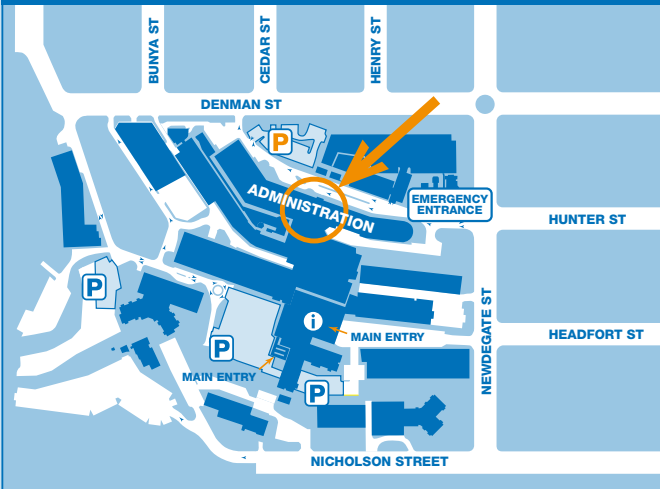 BUNYA ST
CEDAR ST
HENRY ST
DENMAN ST
P
ADMINISTRATION
EMERGENCY
ENTRANCE
HUNTER ST
P
i
MAIN ENTRY
HEADFORT ST
P
MAIN ENTRY
P
NEWDEGATE ST
NICHOLSON STREET